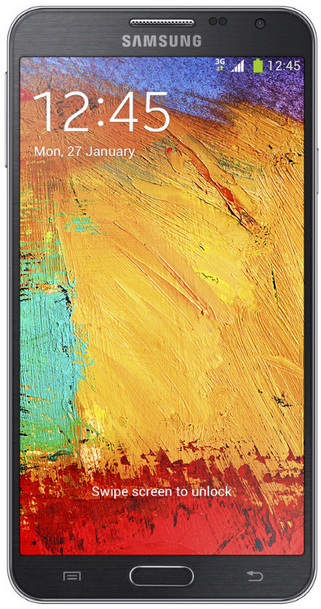 SAMSUNG
3G 12:45
12:45
Mon, 27 January
Swipe screen to unlock